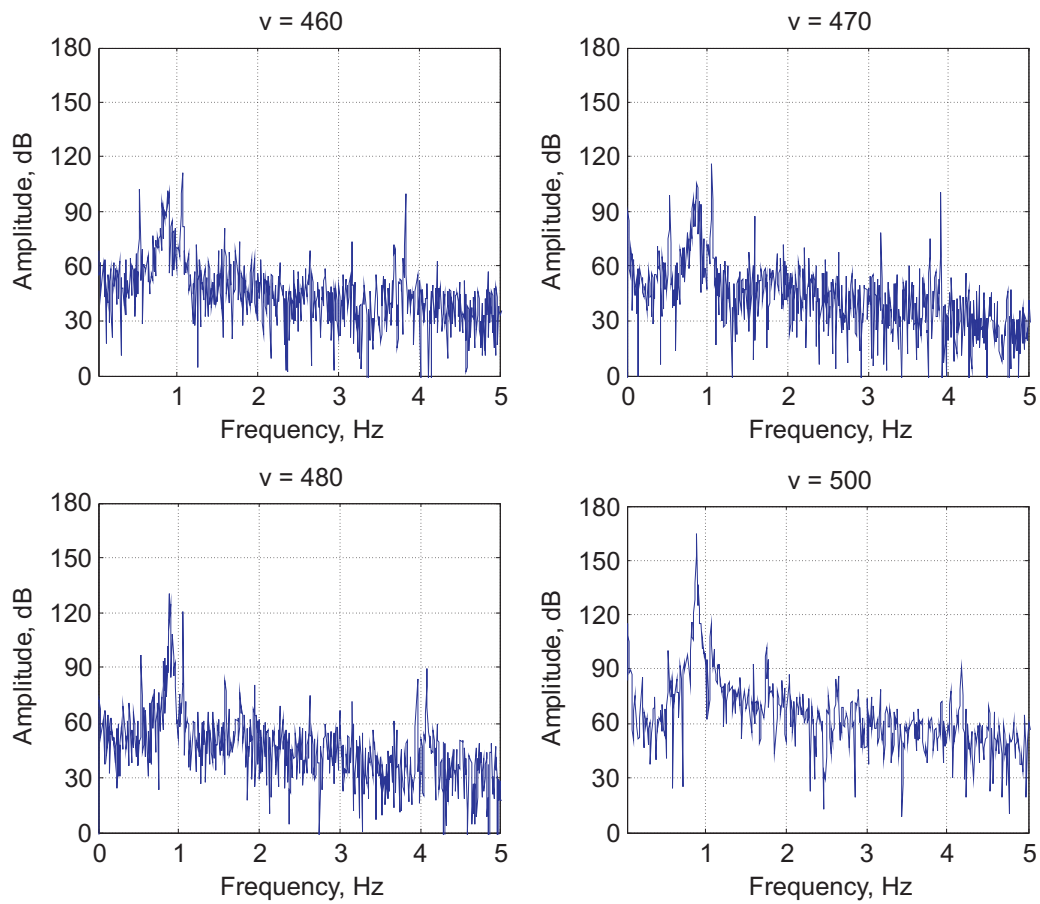 v = 460
180
150
120
90
60
30
0
Amplitude, dB
1 2 3 4 5
Frequency, Hz
v = 470
180
150
120
90
60
30
0
Amplitude, dB
0 1 2 3 4 5
Frequency, Hz
v = 480
180
150
120
90
60
30
0
Amplitude, dB
0 1 2 3 4 5
Frequency, Hz
v = 500
180
150
120
90
60
30
0
Amplitude, dB
1 2 3 4 5
Frequency, Hz